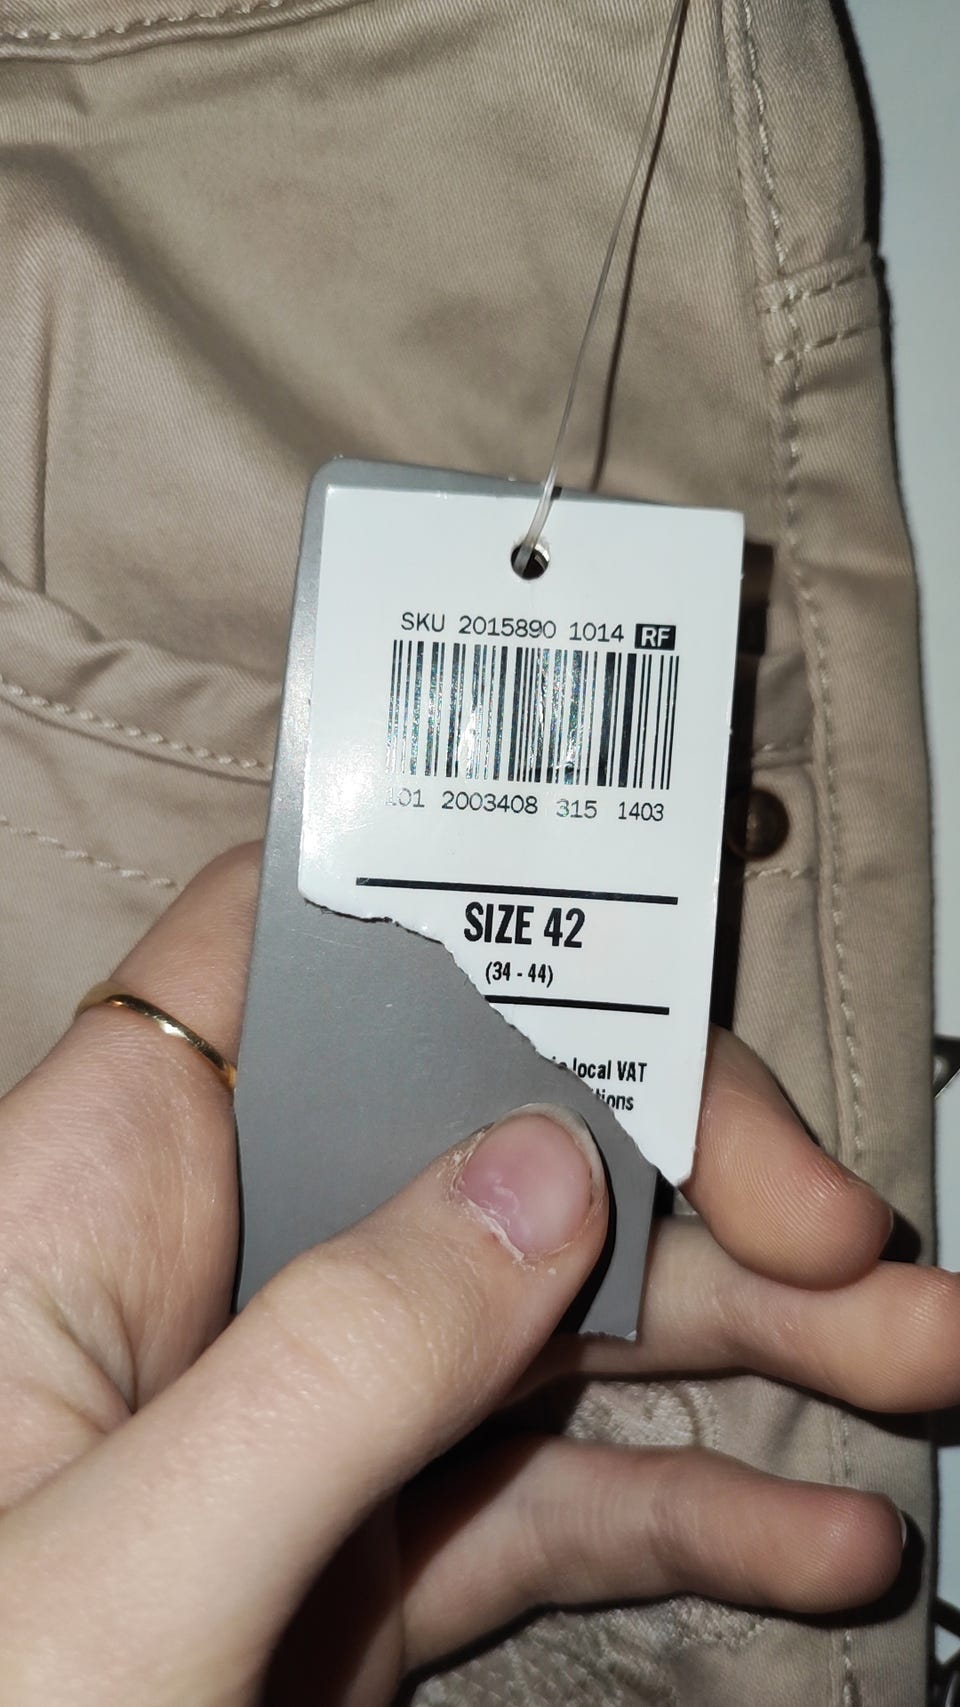 SKU 2015890 1014 RF
101 2003408 315 1403
SIZE 42
(34 - 44)
local VAT